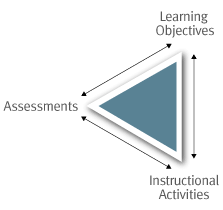 Learning
Objectives
Assessments
Instructional
Activities